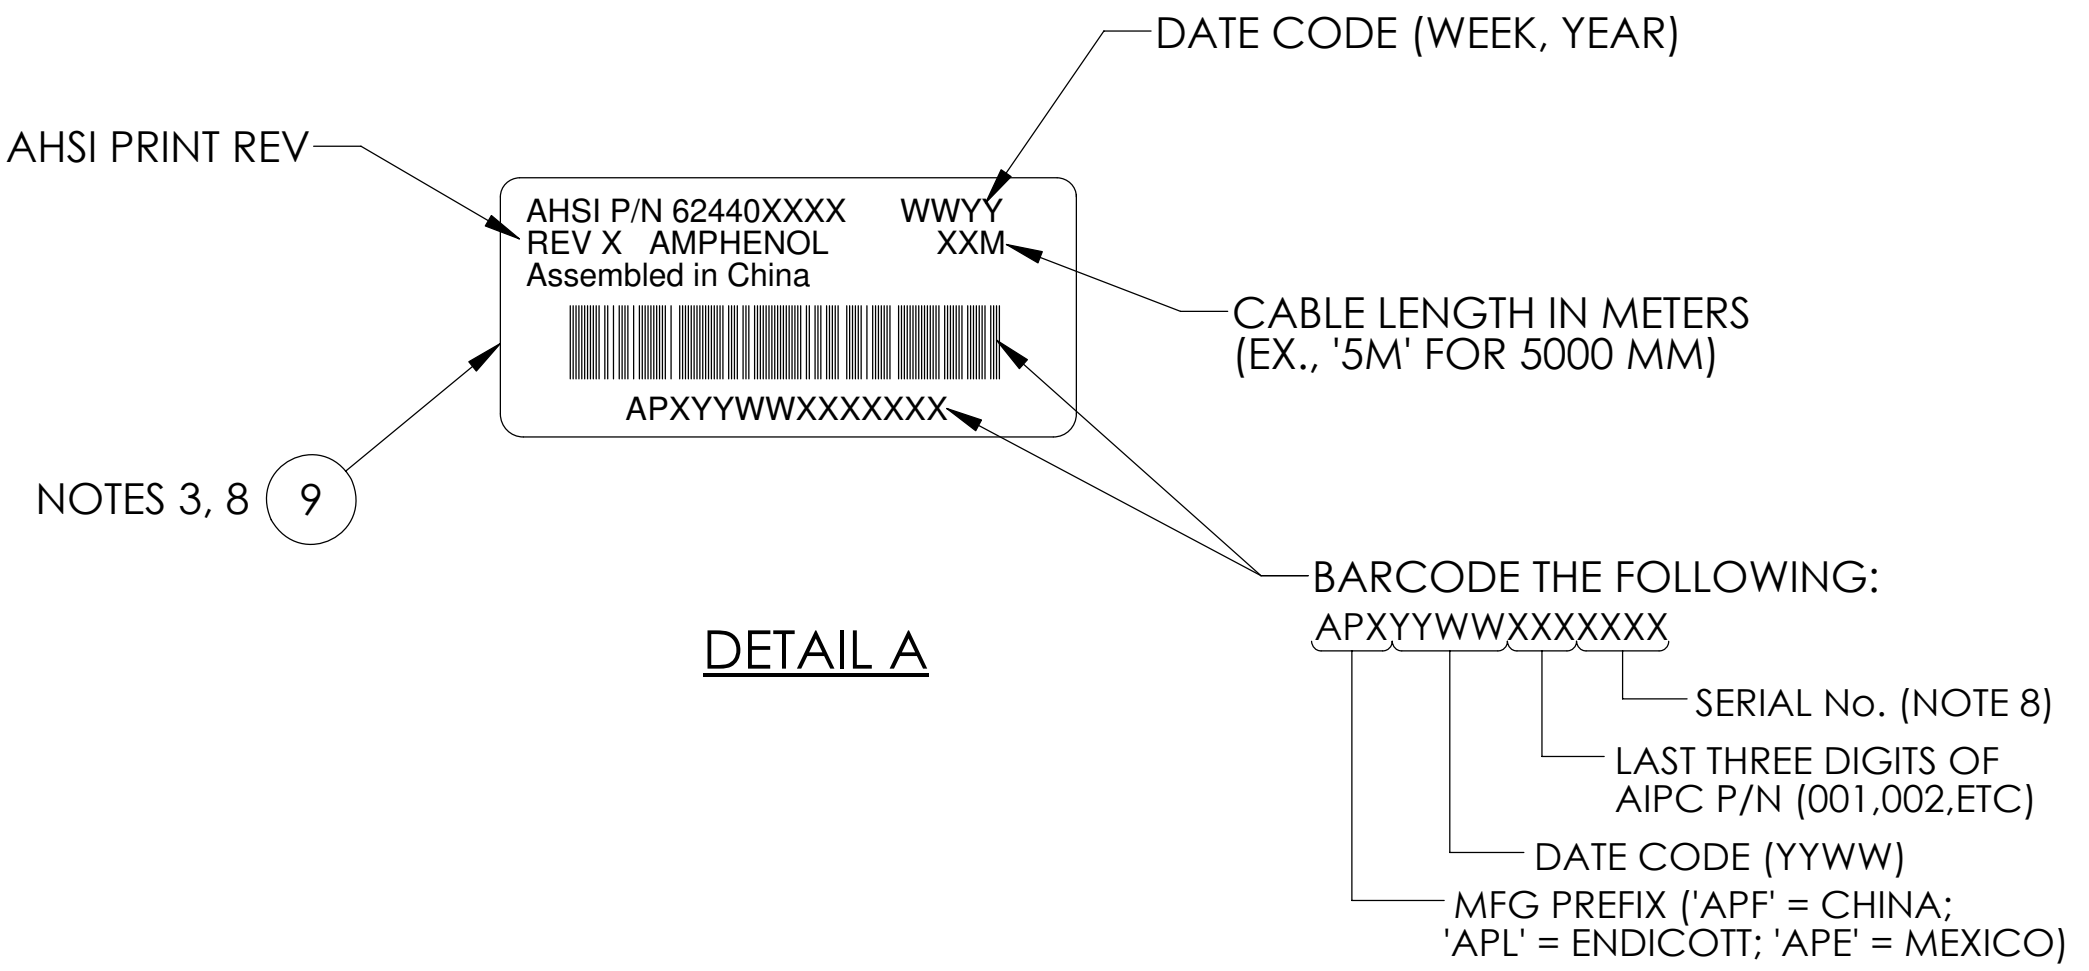 DATE CODE (WEEK, YEAR)
AHSI PRINT REV
AHSI P/N 62440XXXX WWYY
REV X AMPHENOL XXM
Assembled in China
CABLE LENGTH IN METERS
(EX., '5M' FOR 5000 MM)
APXYYWWXXXXXXX
NOTES 3, 8 9
BARCODE THE FOLLOWING:
APXYYWWXXXXXXX
DETAIL A
SERIAL No. (NOTE 8)
LAST THREE DIGITS OF
AIPC P/N (001,002,ETC)
DATE CODE (YYWW)
MFG PREFIX ('APF' = CHINA;
'APL' = ENDICOTT; 'APE' = MEXICO)